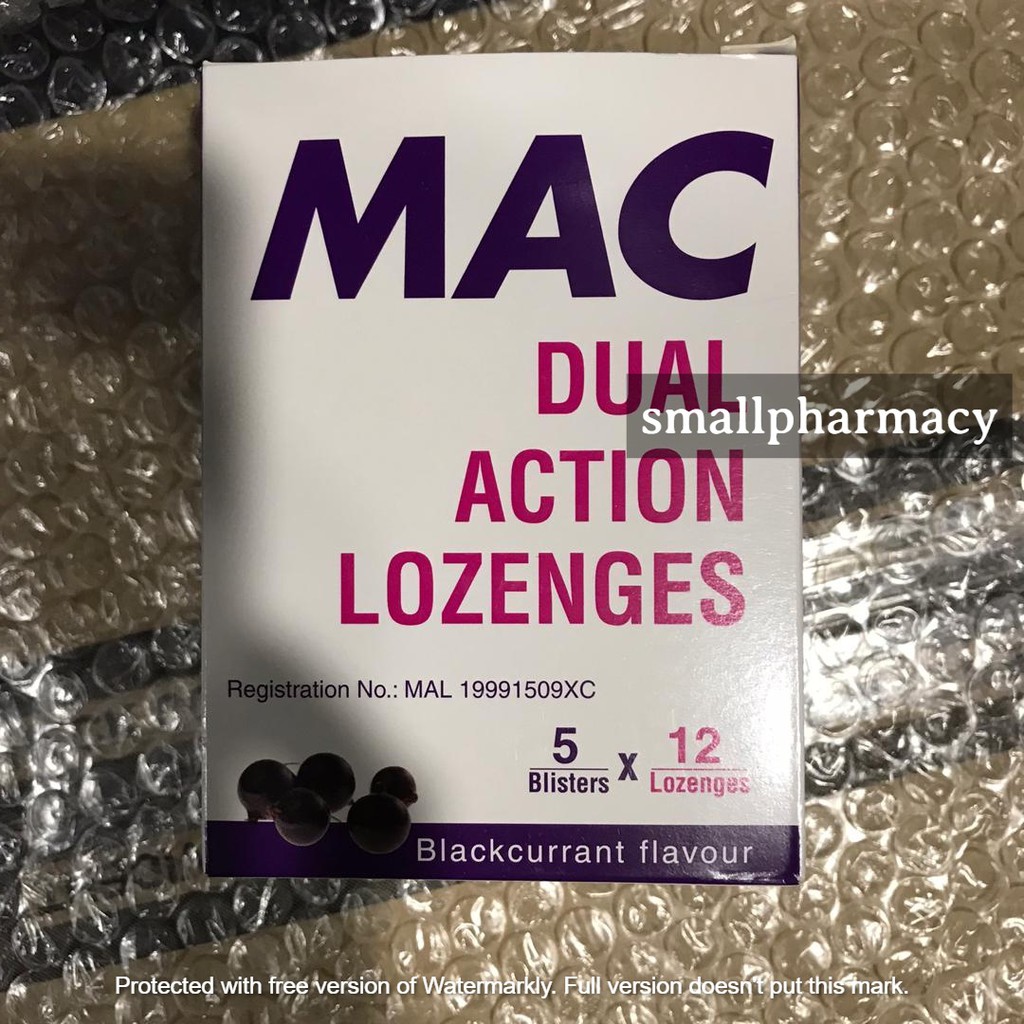 MAC
DUAL
smallpharmacy
ACTION
LOZENGES
Registration No.: MAL 19991509XC
5 Blisters x 12 Lozenges
Blackcurrant flavour
Protected with free version of Watermarkly. Full version doesn't put this mark.